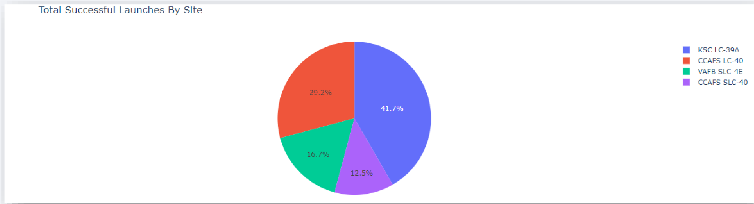 Total Successful Launches By Site
KSC LC-39A
CCAFS LC-40
VAFB SLC-4E
CCAFS SLC-40
29.2%
41.7%
16.7%
12.5%